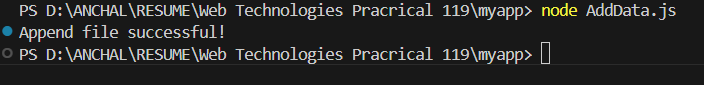 PS D:\ANCHAL\RESUME\Web Technologies Pracrical 119\myapp> node AddData.js
Append file successful!
PS D:\ANCHAL\RESUME\Web Technologies Pracrical 119\myapp>